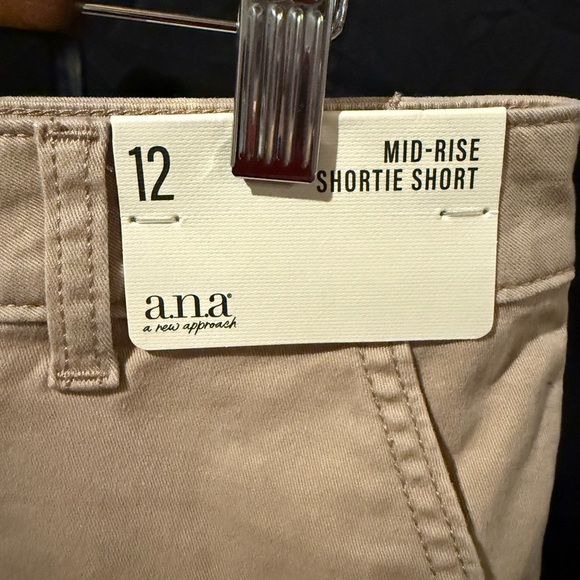 12
MID-RISE
SHORTIE SHORT
a.n.a®
a new approach